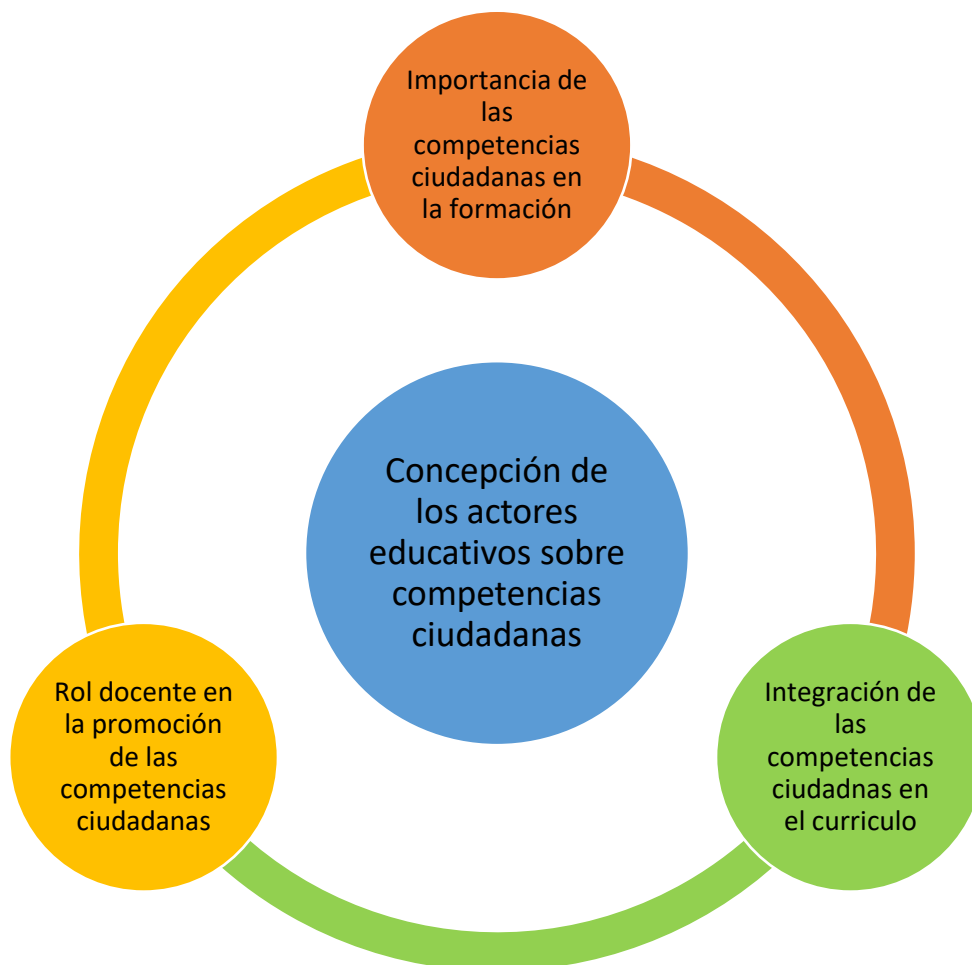 Importancia de
las
competencias
ciudadanas en
la formación
Concepción de
los actores
educativos sobre
competencias
ciudadanas
Rol docente en
la promoción
de las
competencias
ciudadanas
Integración de
las
competencias
ciudadnas en
el curriculo